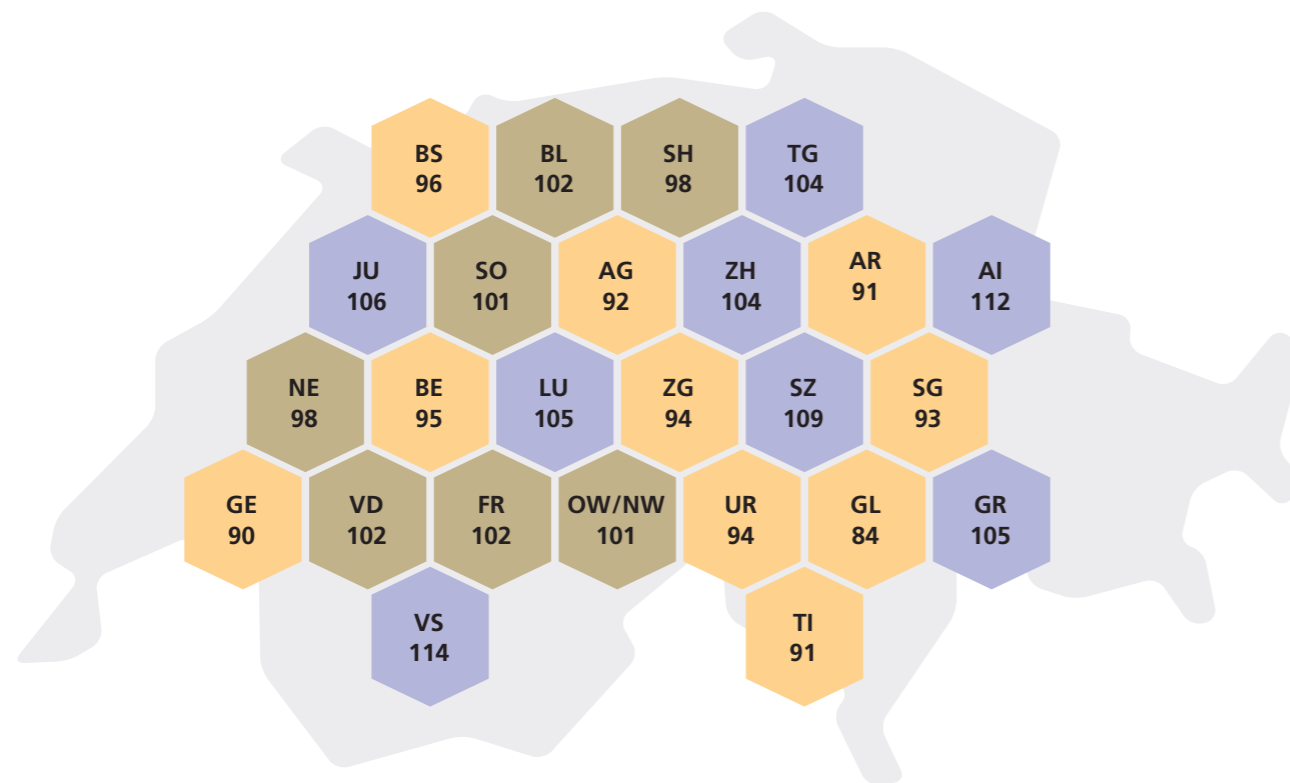 BS
96
BL
102
SH
98
TG
104
JU
106
SO
101
AG
92
ZH
104
AR
91
AI
112
NE
98
BE
95
LU
105
ZG
94
SZ
109
SG
93
GE
90
VD
102
FR
102
OW/NW
101
UR
94
GL
84
GR
105
VS
114
TI
91